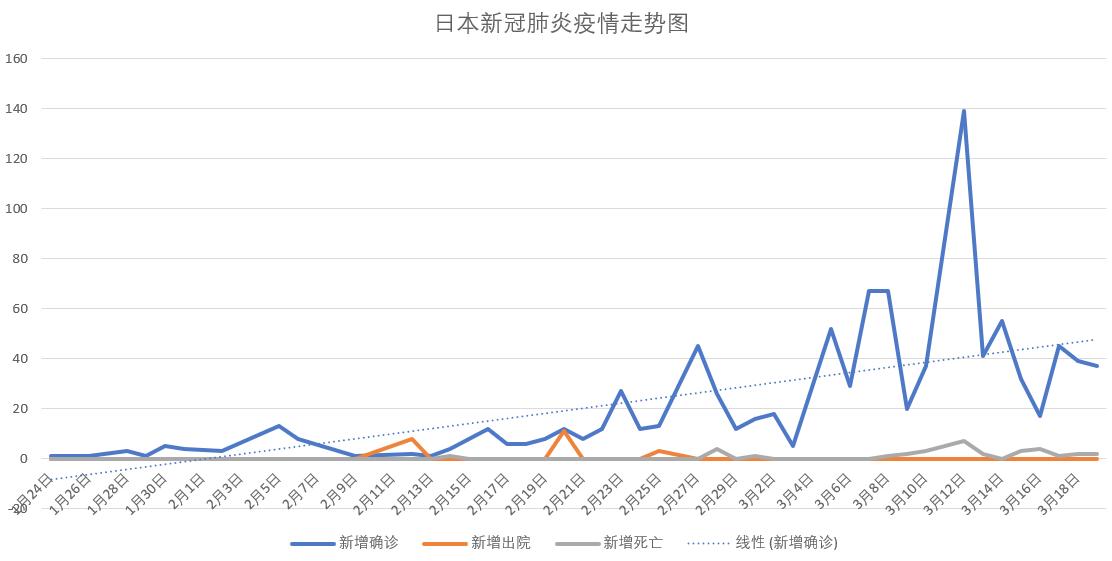 日本新冠肺炎疫情走势图
160
140
120
100
80
60
40
20
0
-20
1月24日
1月26日
1月28日
1月30日
2月1日
2月3日
2月5日
2月7日
2月9日
2月11日
2月13日
2月15日
2月17日
2月19日
2月21日
2月23日
2月25日
2月27日
2月29日
3月2日
3月4日
3月6日
3月8日
3月10日
3月12日
3月14日
3月16日
3月18日
新增确诊 新增出院 新增死亡 线性 (新增确诊)